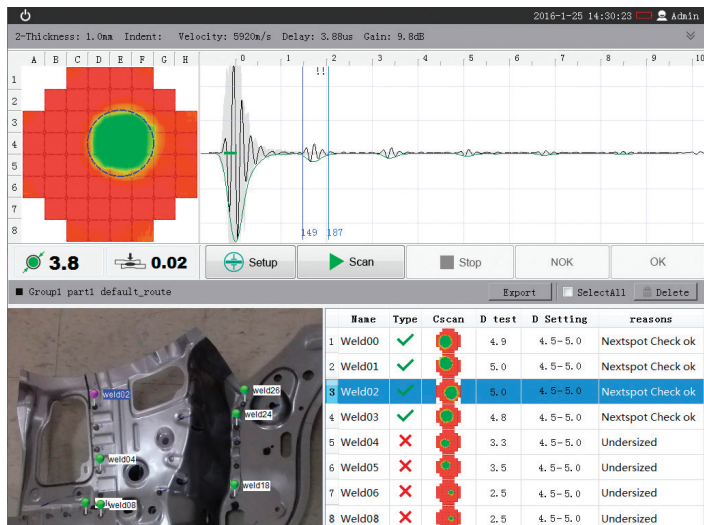 2016-1-25 14:30:23 Admin
2-Thickness: 1.0mm Indent: Velocity: 5920m/s Delay: 3.88us Gain: 9.8dB
A B C D E F G H
1
2
3
4
5
6
7
8
0 1 2 3 4 5 6 7 8 9 10
!!
149 187
3.8 0.02 Setup Scan Stop NOK OK
Group1 part1 default_route Export SelectAll Delete
Name Type Cscan D test D Setting reasons
1 Weld00 4.9 4.5-5.0 Nextspot Check ok
2 Weld01 5.0 4.5-5.0 Nextspot Check ok
3 Weld02 5.0 4.5-5.0 Nextspot Check ok
4 Weld03 4.8 4.5-5.0 Nextspot Check ok
5 Weld04 3.3 4.5-5.0 Undersized
6 Weld05 3.5 4.5-5.0 Undersized
7 Weld06 2.5 4.5-5.0 Undersized
8 Weld08 2.5 4.5-5.0 Undersized
weld02
weld26
weld24
weld04
weld18
weld08